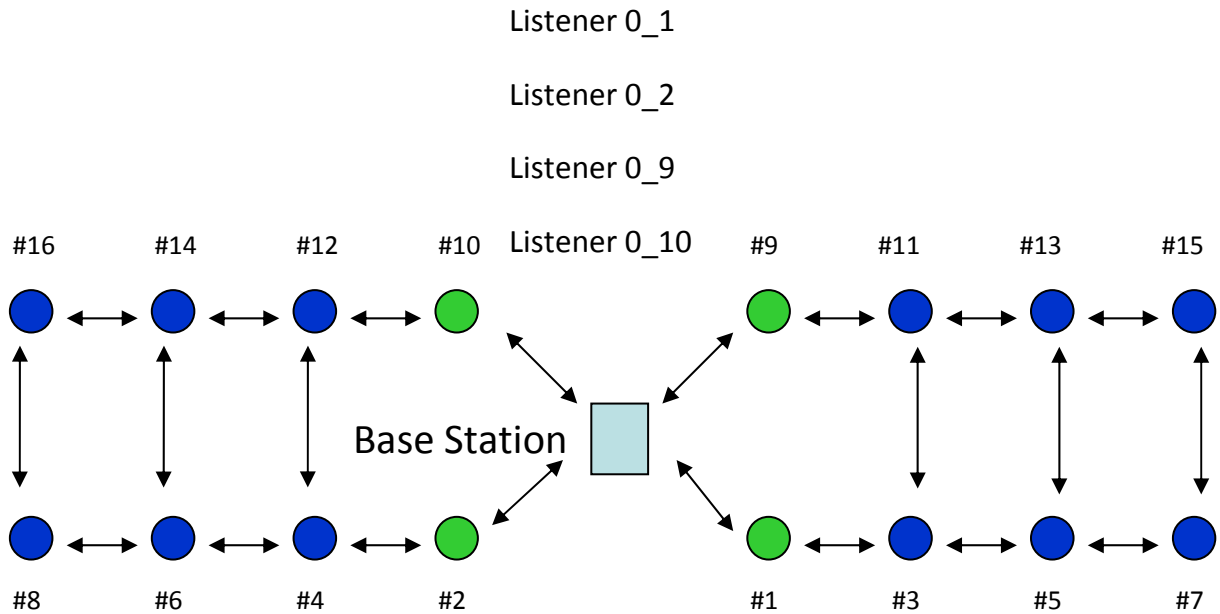 Listener 0_1
Listener 0_2
Listener 0_9
#16 #14 #12 #10 Listener 0_10 #9 #11 #13 #15
Base Station
#8 #6 #4 #2 #1 #3 #5 #7